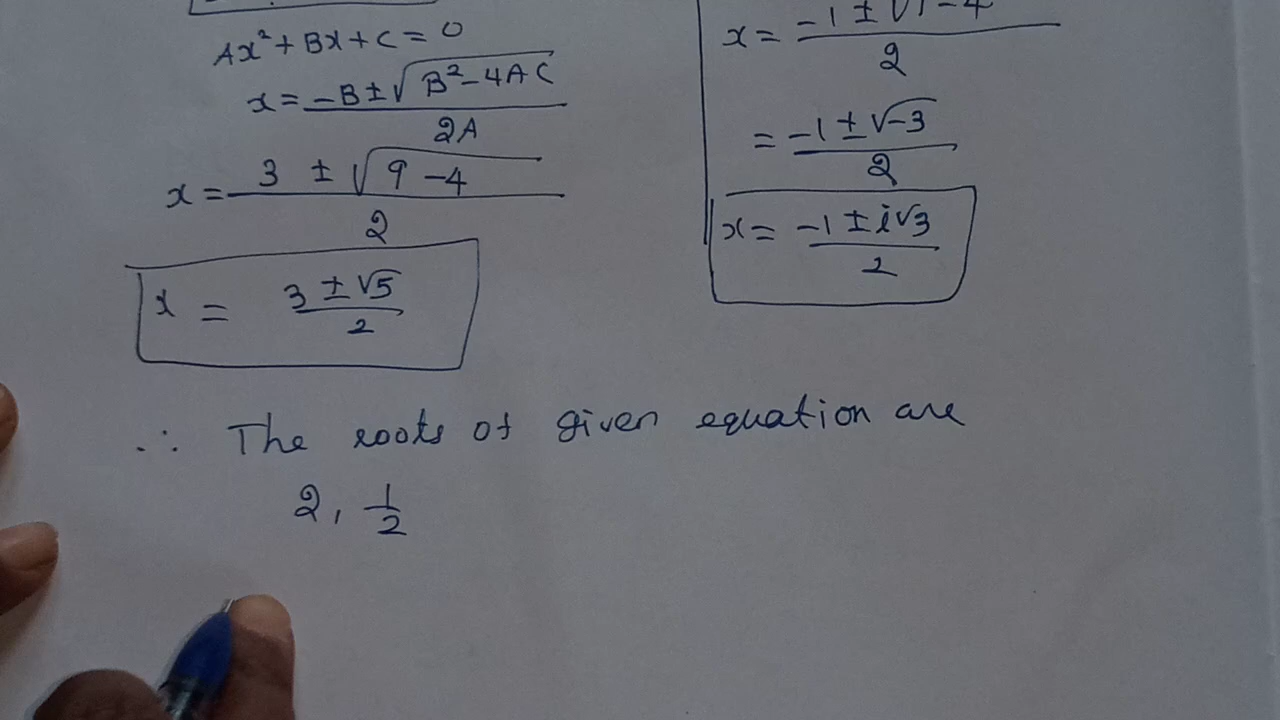 Ax² + Bx + C = 0
x = (-B ± √(B² - 4AC)) / 2A
x = (3 ± √(9 - 4)) / 2
x = (3 ± √5) / 2
x = (-1 ± √(1 - 4)) / 2
= (-1 ± √-3) / 2
x = (-1 ± i√3) / 2
∴ The roots of given equation are
2, 1/2